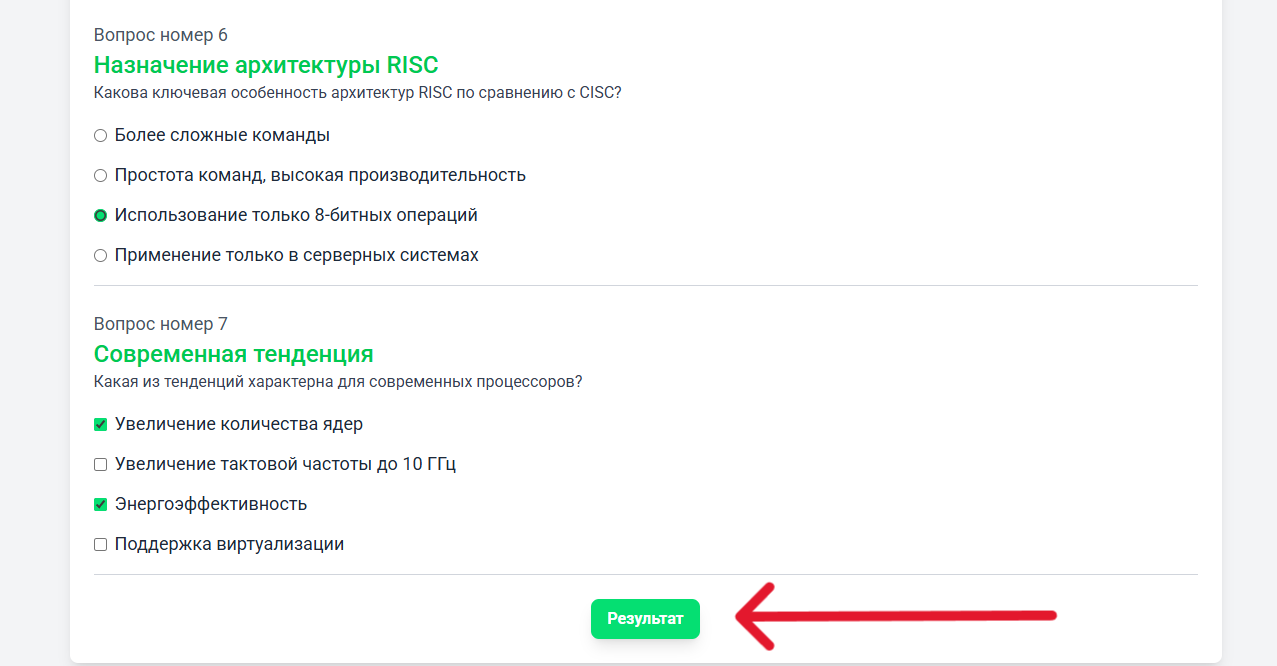 Вопрос номер 6
Назначение архитектуры RISC
Какова ключевая особенность архитектур RISC по сравнению с CISC?
Более сложные команды
Простота команд, высокая производительность
Использование только 8-битных операций
Применение только в серверных системах
Вопрос номер 7
Современная тенденция
Какая из тенденций характерна для современных процессоров?
Увеличение количества ядер
Увеличение тактовой частоты до 10 ГГц
Энергоэффективность
Поддержка виртуализации
Результат